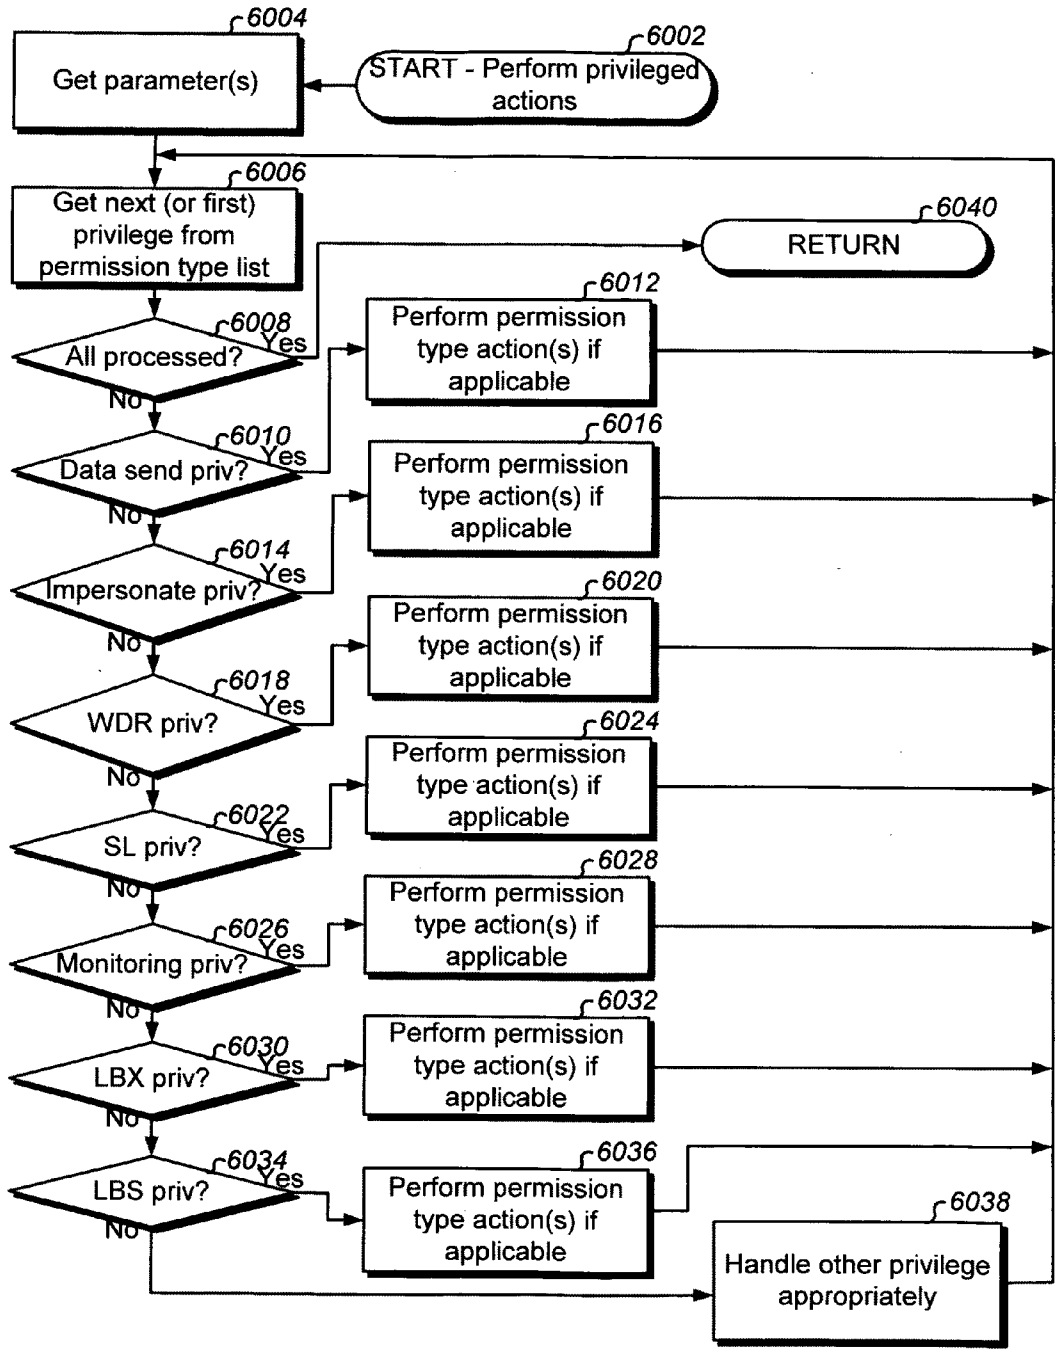 6004
Get parameter(s)
6002
START - Perform privileged
actions
6006
Get next (or first)
privilege from
permission type list
6040
RETURN
6008
All processed?
Yes
No
6012
Perform permission
type action(s) if
applicable
6010
Data send priv?
Yes
No
6016
Perform permission
type action(s) if
applicable
6014
Impersonate priv?
Yes
No
6020
Perform permission
type action(s) if
applicable
6018
WDR priv?
Yes
No
6024
Perform permission
type action(s) if
applicable
6022
SL priv?
Yes
No
6028
Perform permission
type action(s) if
applicable
6026
Monitoring priv?
Yes
No
6032
Perform permission
type action(s) if
applicable
6030
LBX priv?
Yes
No
6036
Perform permission
type action(s) if
applicable
6034
LBS priv?
Yes
No
6038
Handle other privilege
appropriately